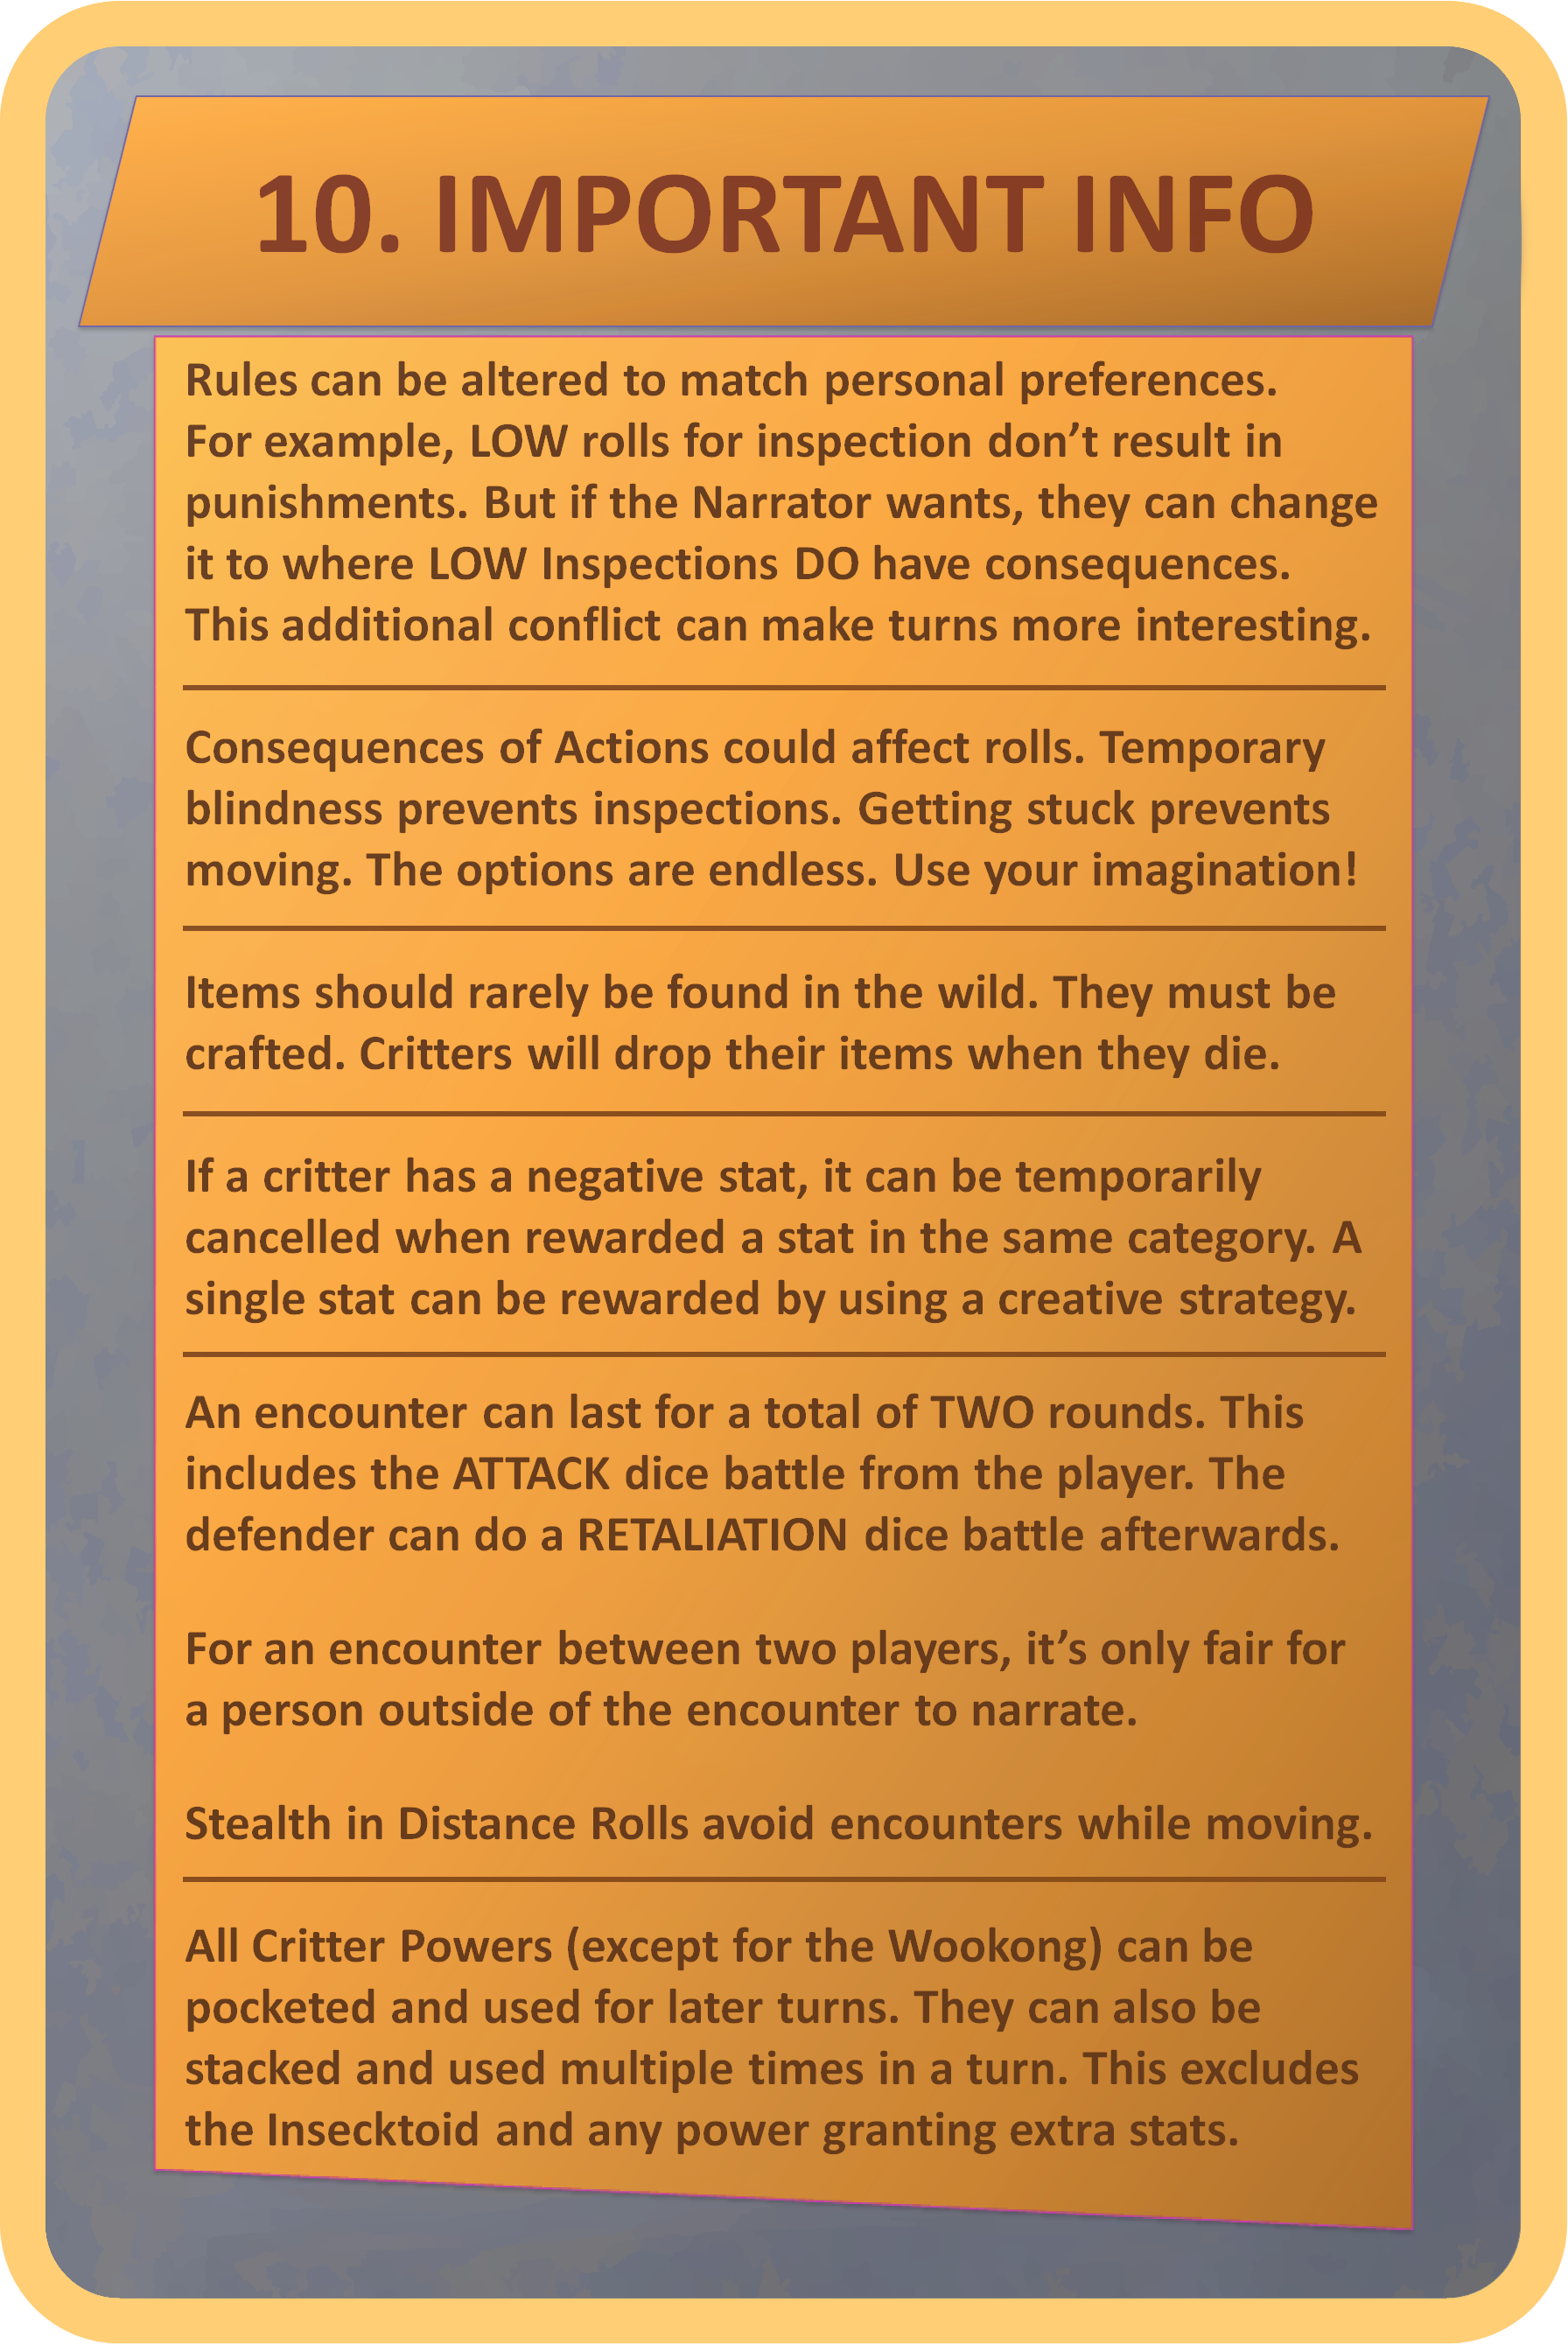 10. IMPORTANT INFO
Rules can be altered to match personal preferences.
For example, LOW rolls for inspection don’t result in
punishments. But if the Narrator wants, they can change
it to where LOW Inspections DO have consequences.
This additional conflict can make turns more interesting.
Consequences of Actions could affect rolls. Temporary
blindness prevents inspections. Getting stuck prevents
moving. The options are endless. Use your imagination!
Items should rarely be found in the wild. They must be
crafted. Critters will drop their items when they die.
If a critter has a negative stat, it can be temporarily
cancelled when rewarded a stat in the same category. A
single stat can be rewarded by using a creative strategy.
An encounter can last for a total of TWO rounds. This
includes the ATTACK dice battle from the player. The
defender can do a RETALIATION dice battle afterwards.
For an encounter between two players, it’s only fair for
a person outside of the encounter to narrate.
Stealth in Distance Rolls avoid encounters while moving.
All Critter Powers (except for the Wookong) can be
pocketed and used for later turns. They can also be
stacked and used multiple times in a turn. This excludes
the Insecktoid and any power granting extra stats.